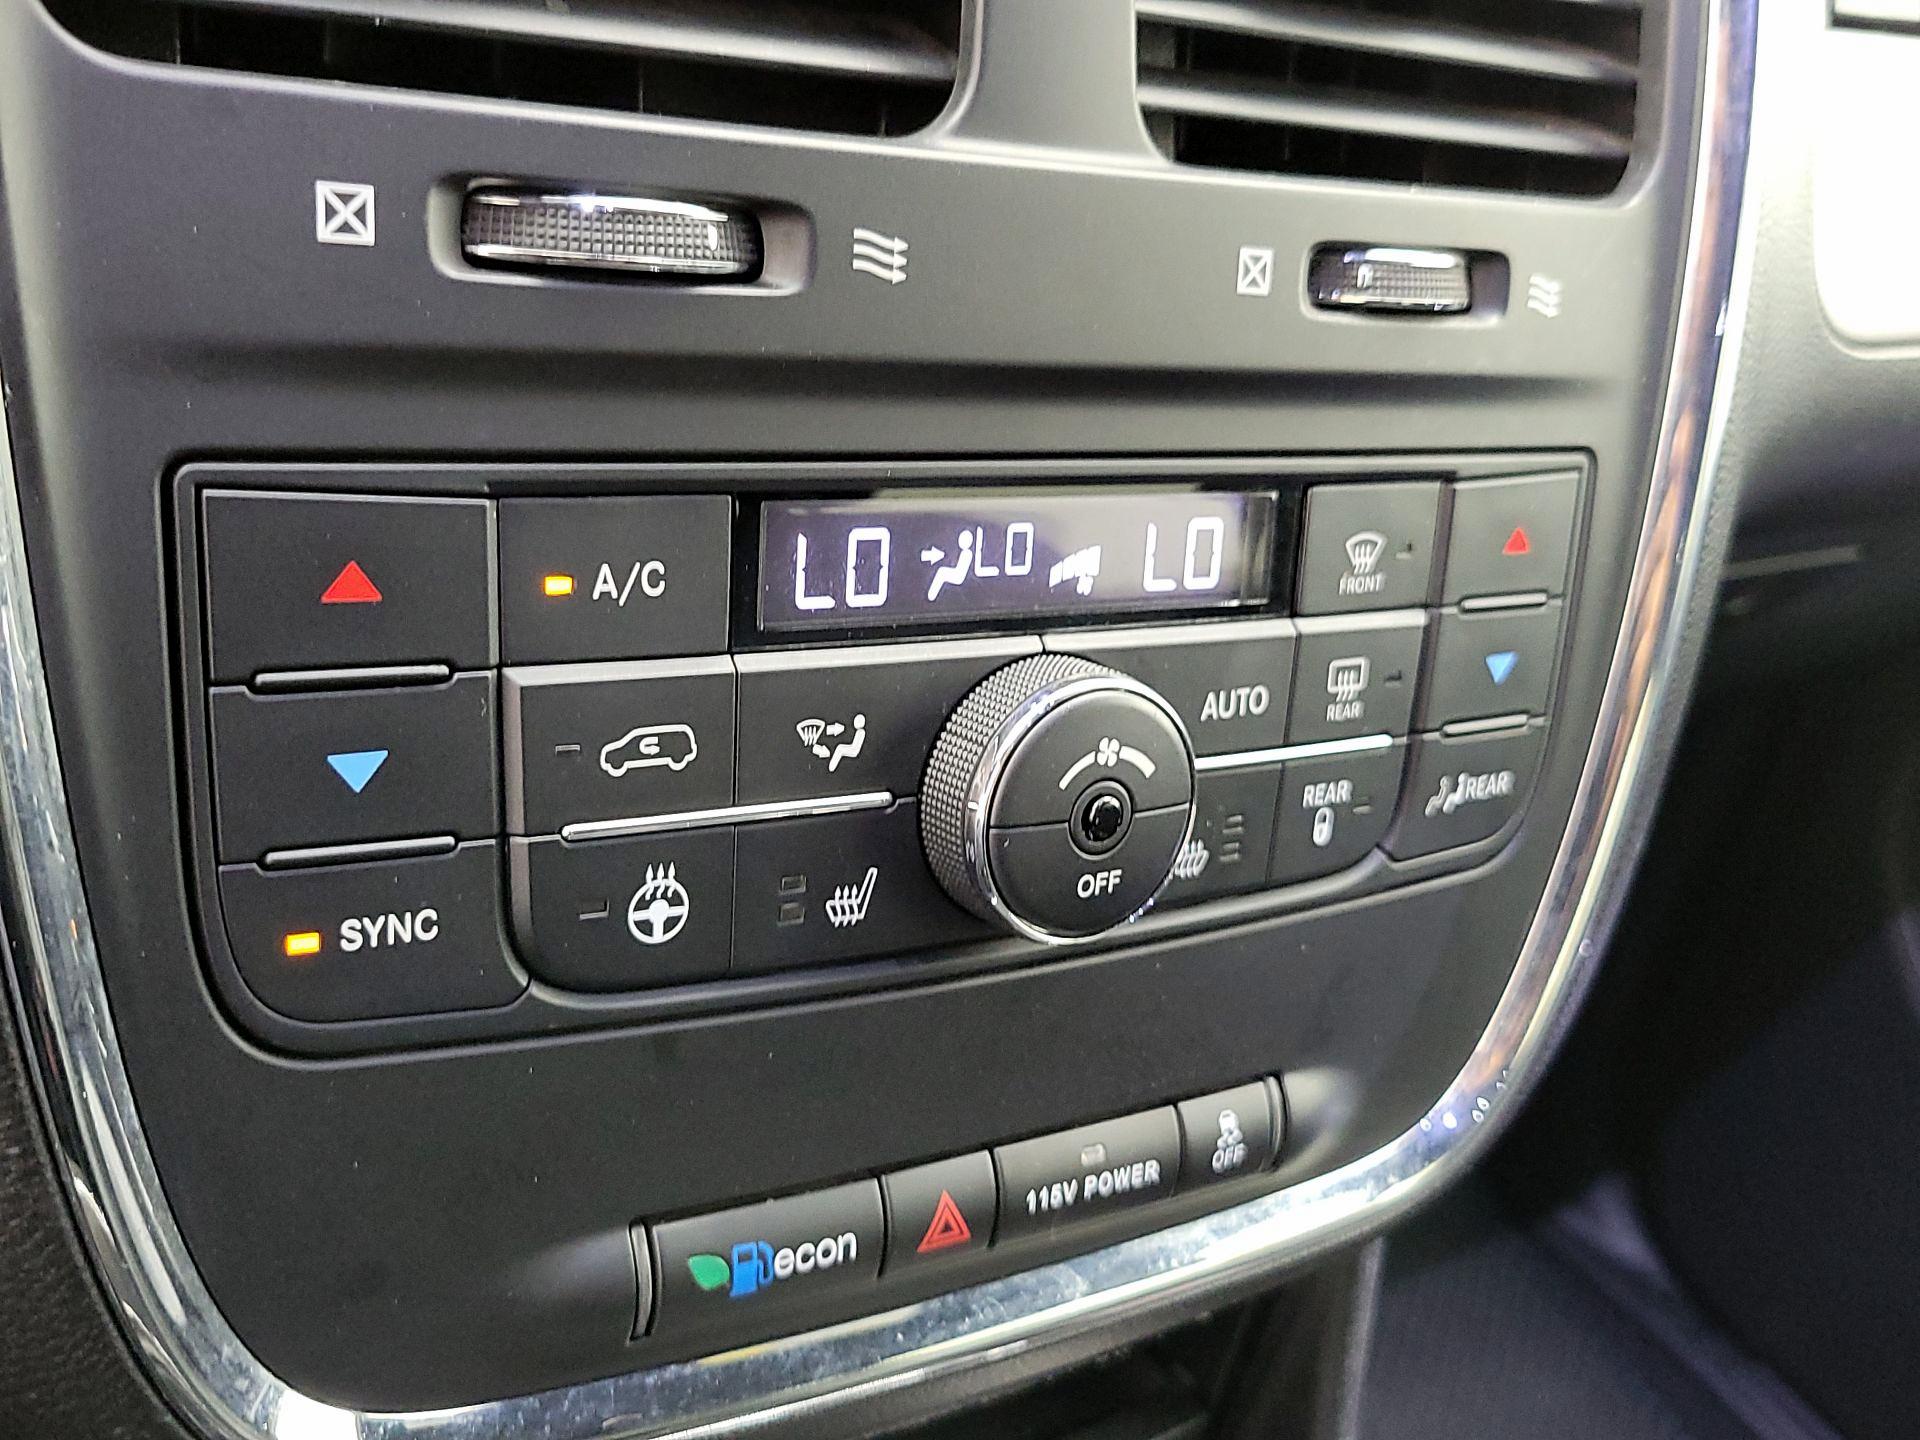 A/C
LO LO LO
FRONT
AUTO
REAR
REAR
REAR
SYNC
OFF
econ
115V POWER
OFF